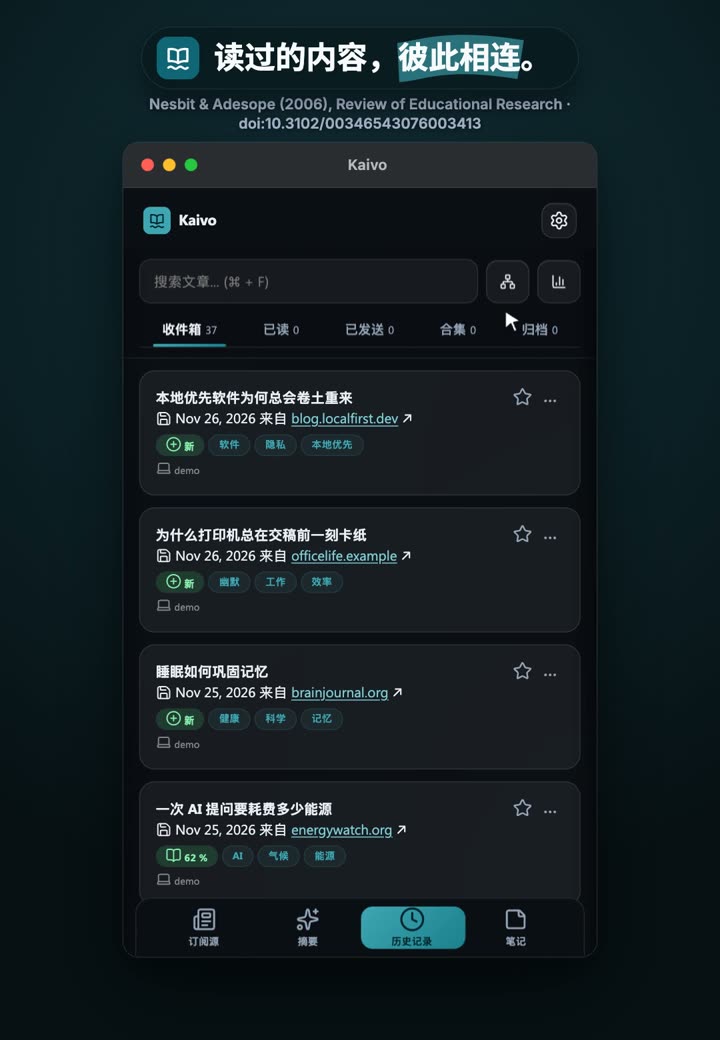 读过的内容，彼此相连。
Nesbit & Adesope (2006), Review of Educational Research ·
doi:10.3102/00346543076003413
Kaivo
Kaivo
搜索文章... (⌘ + F)
收件箱 37 已读 0 已发送 0 合集 0 归档 0
本地优先软件为何总会卷土重来
Nov 26, 2026 来自 blog.localfirst.dev ↗
新 软件 隐私 本地优先
demo
为什么打印机总在交稿前一刻卡纸
Nov 26, 2026 来自 officelife.example ↗
新 幽默 工作 效率
demo
睡眠如何巩固记忆
Nov 25, 2026 来自 brainjournal.org ↗
新 健康 科学 记忆
demo
一次 AI 提问要耗费多少能源
Nov 25, 2026 来自 energywatch.org ↗
62 % AI 气候 能源
demo
订阅源 摘要 历史记录 笔记